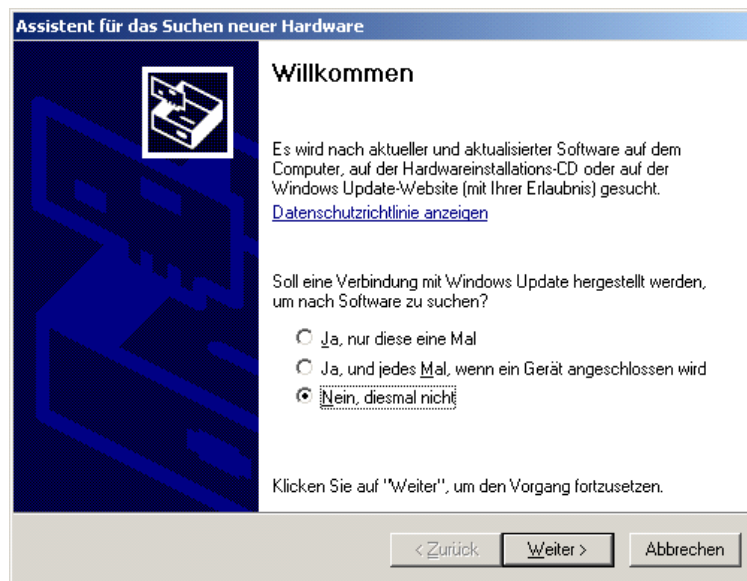 Assistent für das Suchen neuer Hardware
Willkommen
Es wird nach aktueller und aktualisierter Software auf dem
Computer, auf der Hardwareinstallations-CD oder auf der
Windows Update-Website (mit Ihrer Erlaubnis) gesucht.
Datenschutzrichtlinie anzeigen
Soll eine Verbindung mit Windows Update hergestellt werden,
um nach Software zu suchen?
Ja, nur diese eine Mal
Ja, und jedes Mal, wenn ein Gerät angeschlossen wird
Nein, diesmal nicht
Klicken Sie auf "Weiter", um den Vorgang fortzusetzen.
< Zurück Weiter > Abbrechen